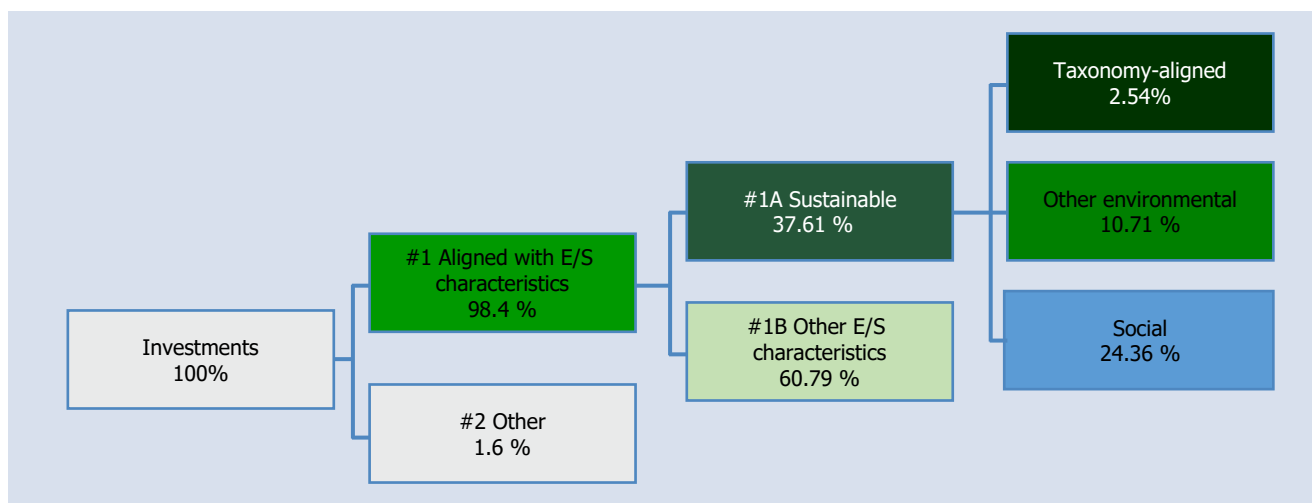 Investments
100%
#1 Aligned with E/S
characteristics
98.4 %
#2 Other
1.6 %
#1A Sustainable
37.61 %
#1B Other E/S
characteristics
60.79 %
Taxonomy-aligned
2.54%
Other environmental
10.71 %
Social
24.36 %